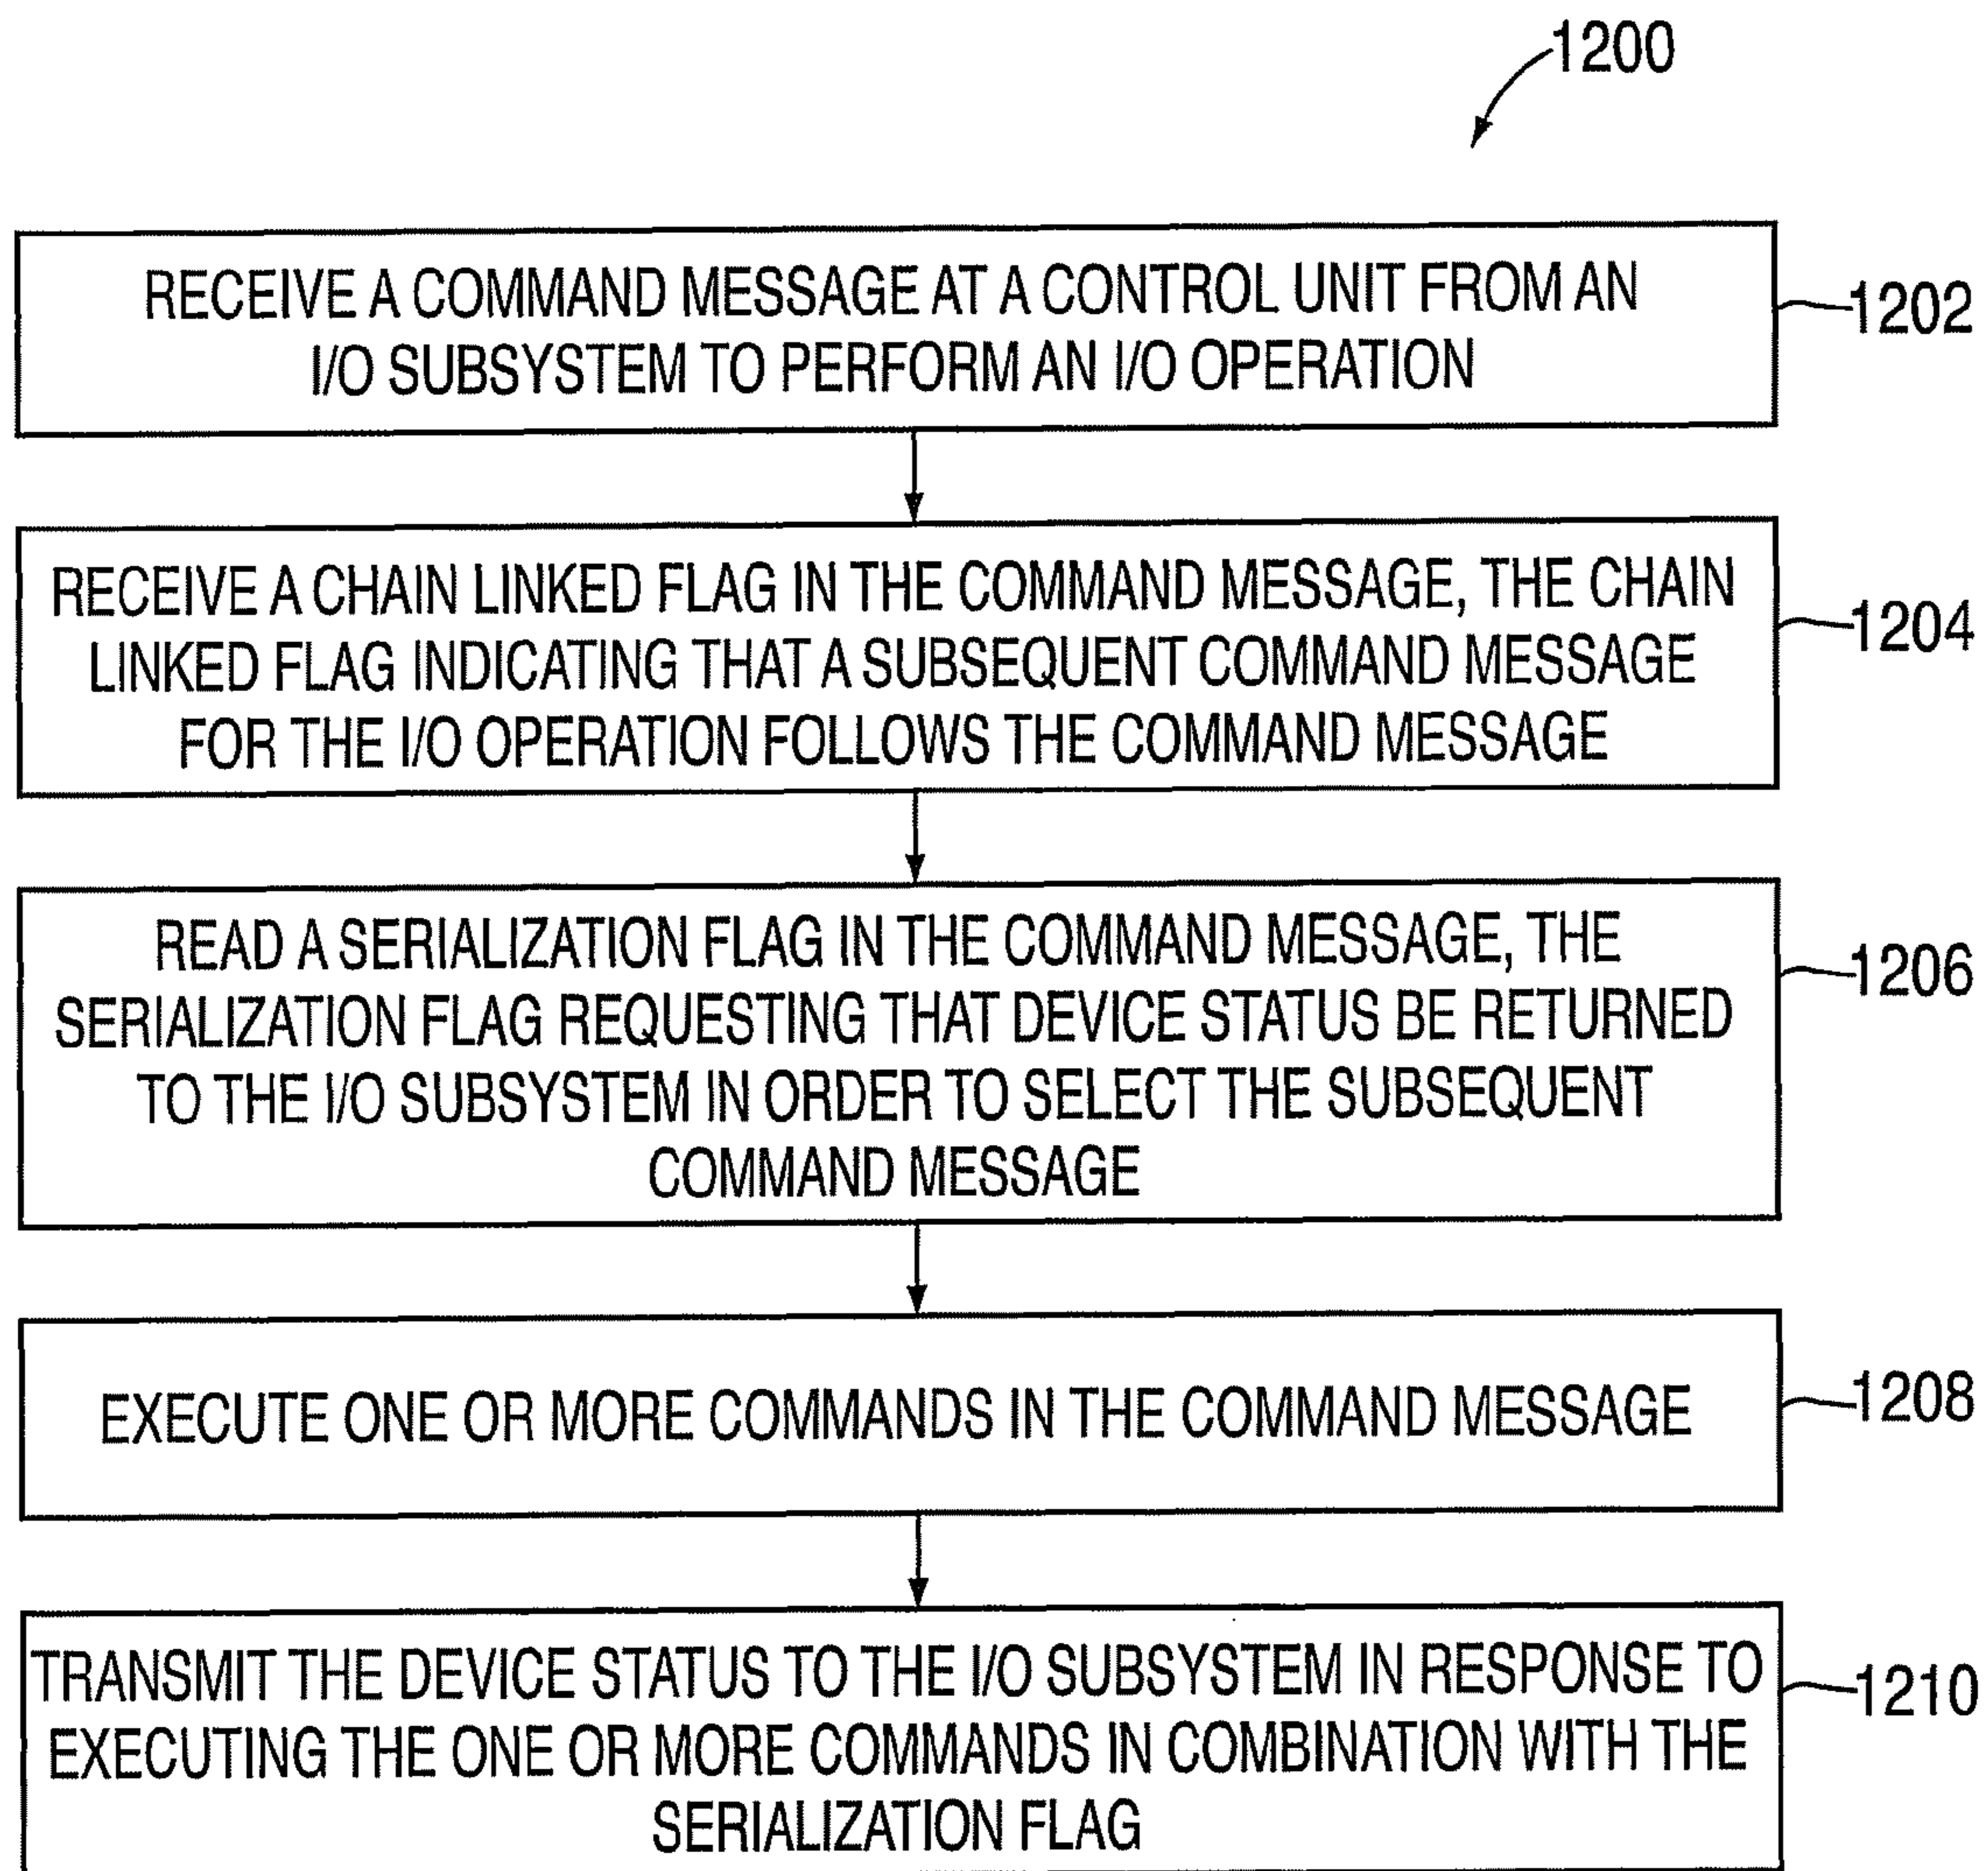 1200
RECEIVE A COMMAND MESSAGE AT A CONTROL UNIT FROM AN
I/O SUBSYSTEM TO PERFORM AN I/O OPERATION
1202
RECEIVE A CHAIN LINKED FLAG IN THE COMMAND MESSAGE, THE CHAIN
LINKED FLAG INDICATING THAT A SUBSEQUENT COMMAND MESSAGE
FOR THE I/O OPERATION FOLLOWS THE COMMAND MESSAGE
1204
READ A SERIALIZATION FLAG IN THE COMMAND MESSAGE, THE
SERIALIZATION FLAG REQUESTING THAT DEVICE STATUS BE RETURNED
TO THE I/O SUBSYSTEM IN ORDER TO SELECT THE SUBSEQUENT
COMMAND MESSAGE
1206
EXECUTE ONE OR MORE COMMANDS IN THE COMMAND MESSAGE
1208
TRANSMIT THE DEVICE STATUS TO THE I/O SUBSYSTEM IN RESPONSE TO
EXECUTING THE ONE OR MORE COMMANDS IN COMBINATION WITH THE
SERIALIZATION FLAG
1210